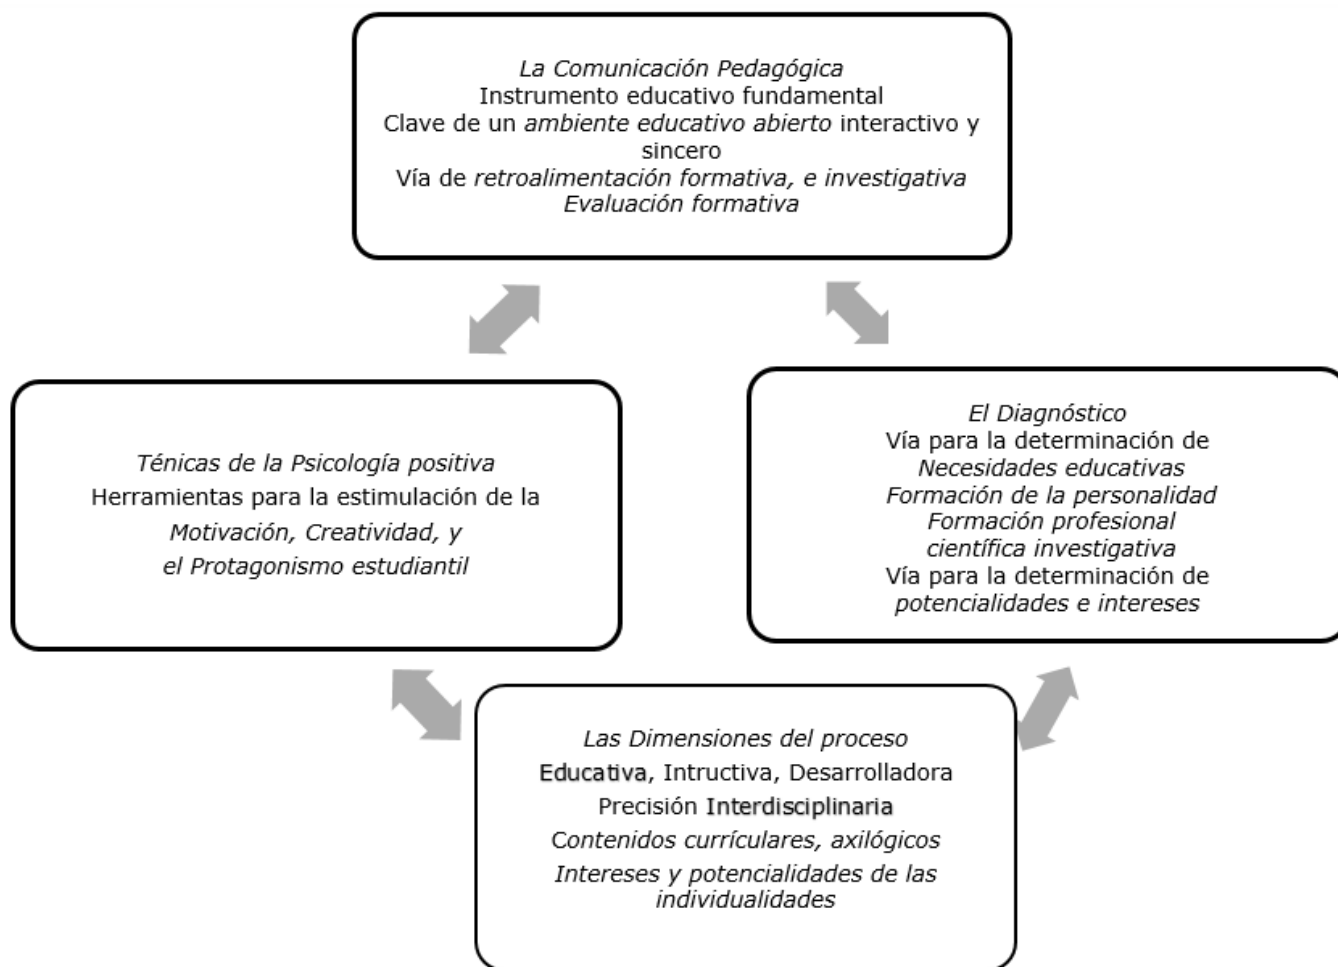 La Comunicación Pedagógica
Instrumento educativo fundamental
Clave de un ambiente educativo abierto interactivo y
sincero
Vía de retroalimentación formativa, e investigativa
Evaluación formativa
Ténicas de la Psicología positiva
Herramientas para la estimulación de la
Motivación, Creatividad, y
el Protagonismo estudiantil
El Diagnóstico
Vía para la determinación de
Necesidades educativas
Formación de la personalidad
Formación profesional
científica investigativa
Vía para la determinación de
potencialidades e intereses
Las Dimensiones del proceso
Educativa, Intructiva, Desarrolladora
Precisión Interdisciplinaria
Contenidos currículares, axilógicos
Intereses y potencialidades de las
individualidades